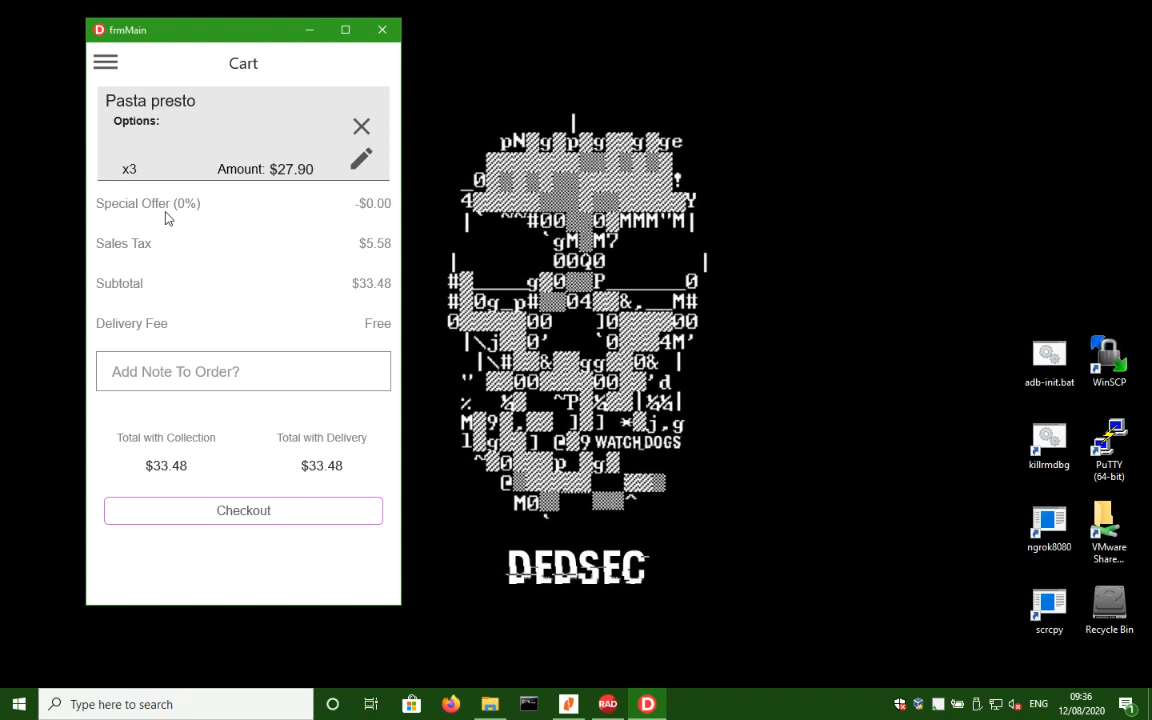 frmMain
Cart
Pasta presto
Options:
x3
Amount: $27.90
Special Offer (0%)
-$0.00
Sales Tax
$5.58
Subtotal
$33.48
Delivery Fee
Free
Add Note To Order?
Total with Collection
Total with Delivery
$33.48
$33.48
Checkout
WATCH_DOGS
DEDSEC
adb-init.bat
WinSCP
killrmdbg
PuTTY
(64-bit)
ngrok8080
VMware
Share...
scrcpy
Recycle Bin
Type here to search
RAD
ENG
09:36
12/08/2020
1